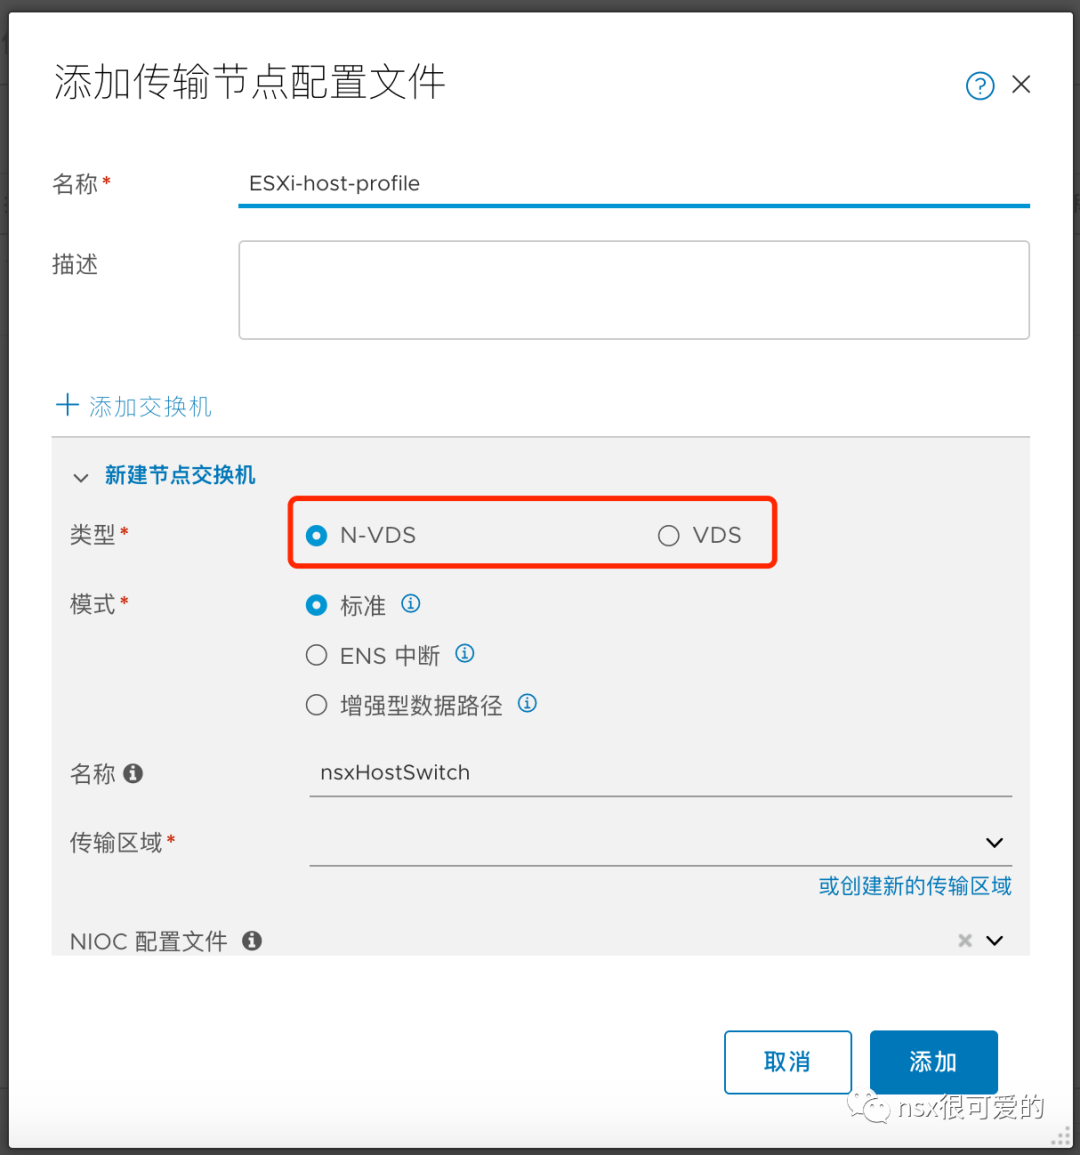 添加传输节点配置文件
名称*
ESXi-host-profile
描述
+ 添加交换机
新建节点交换机
类型*
N-VDS VDS
模式*
标准
ENS 中断
增强型数据路径
名称
nsxHostSwitch
传输区域*
或创建新的传输区域
NIOC 配置文件
取消 添加
nsx很可爱的